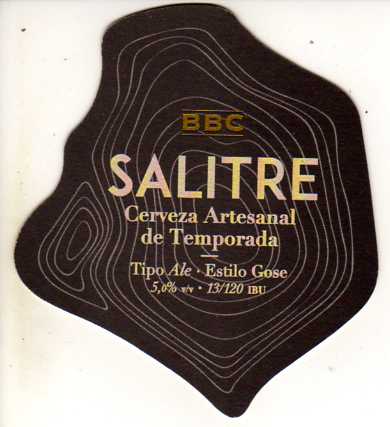 BBC
SALITRE
Cerveza Artesanal
de Temporada
Tipo Ale · Estilo Gose
5,0% v/v • 13/120 IBU